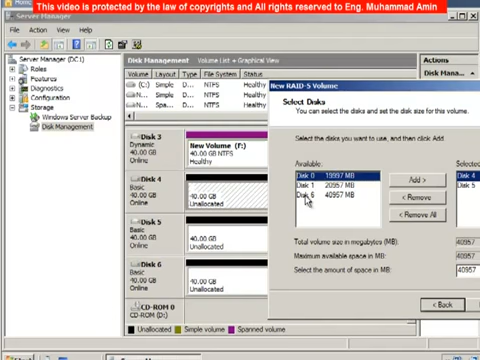 This video is protected by the law of copyrights and All rights reserved to Eng. Muhammad Amin
Server Manager
File Action View Help
Server Manager (DC1)
Roles
Features
Diagnostics
Configuration
Storage
Windows Server Backup
Disk Management
Disk Management Volume List + Graphical View
Volume Layout Type File System Status
(C:) Simple D... NTFS Healthy
Simple D... NTFS Healthy
Simple D... NTFS Healthy
Disk 3
Dynamic
40.00 GB
Online
New Volume (F:)
40.00 GB NTFS
Healthy
Disk 4
Basic
40.00 GB
Online
40.00 GB
Unallocated
Disk 5
Basic
40.00 GB
Online
40.00 GB
Unallocated
Disk 6
Basic
40.00 GB
Online
40.00 GB
Unallocated
CD-ROM 0
CD-ROM (D:)
Unallocated Simple volume Spanned volume
Actions
Disk Mana...
New RAID-5 Volume
Select Disks
You can select the disks and set the disk size for this volume.
Select the disks you want to use, and then click Add
Available:
Disk 0 19997 MB
Disk 1 20957 MB
Disk 6 40957 MB
Add >
< Remove
< Remove All
Selected
Disk 4
Disk 5
Total volume size in megabytes (MB):
Maximum available space in MB:
Select the amount of space in MB:
40957
40957
40957
< Back